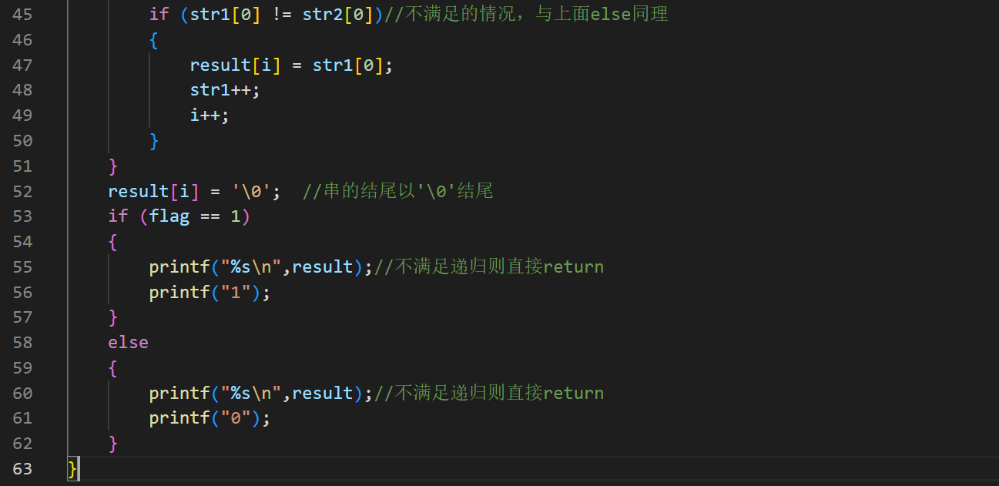 45 if (str1[0] != str2[0])//不满足的情况，与上面else同理
46 {
47 result[i] = str1[0];
48 str1++;
49 i++;
50 }
51 }
52 result[i] = '\0';  //串的结尾以'\0'结尾
53 if (flag == 1)
54 {
55 printf("%s\n",result);//不满足递归则直接return
56 printf("1");
57 }
58 else
59 {
60 printf("%s\n",result);//不满足递归则直接return
61 printf("0");
62 }
63 }